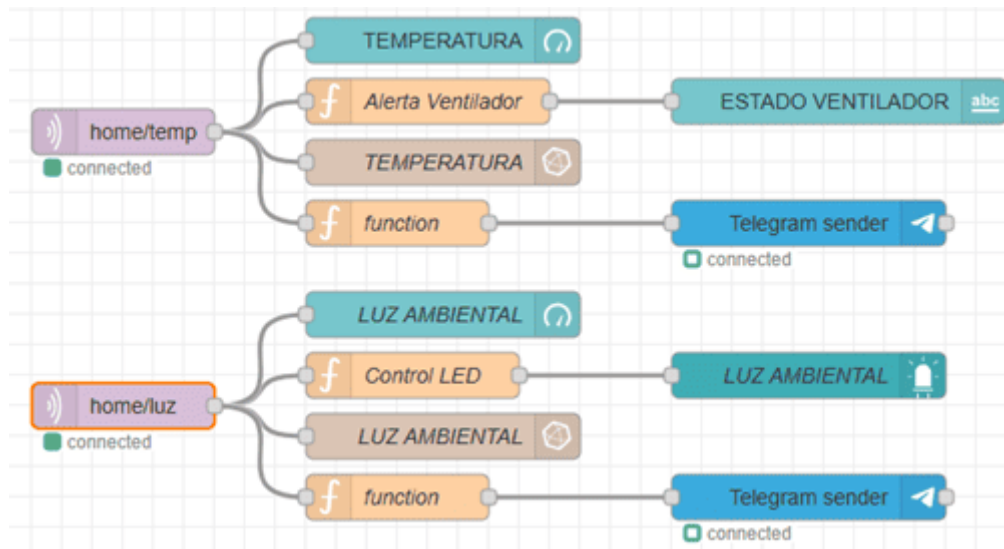 TEMPERATURA
Alerta Ventilador
ESTADO VENTILADOR
abc
home/temp
connected
TEMPERATURA
function
Telegram sender
connected
LUZ AMBIENTAL
Control LED
LUZ AMBIENTAL
home/luz
connected
LUZ AMBIENTAL
function
Telegram sender
connected